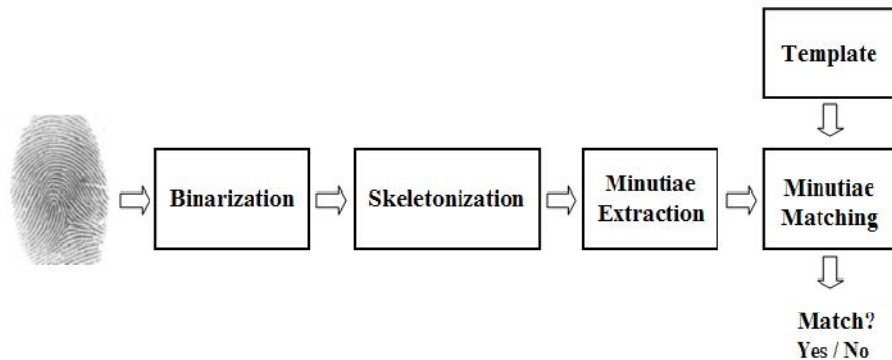 Template
Binarization
Skeletonization
Minutiae
Extraction
Minutiae
Matching
Match?
Yes / No